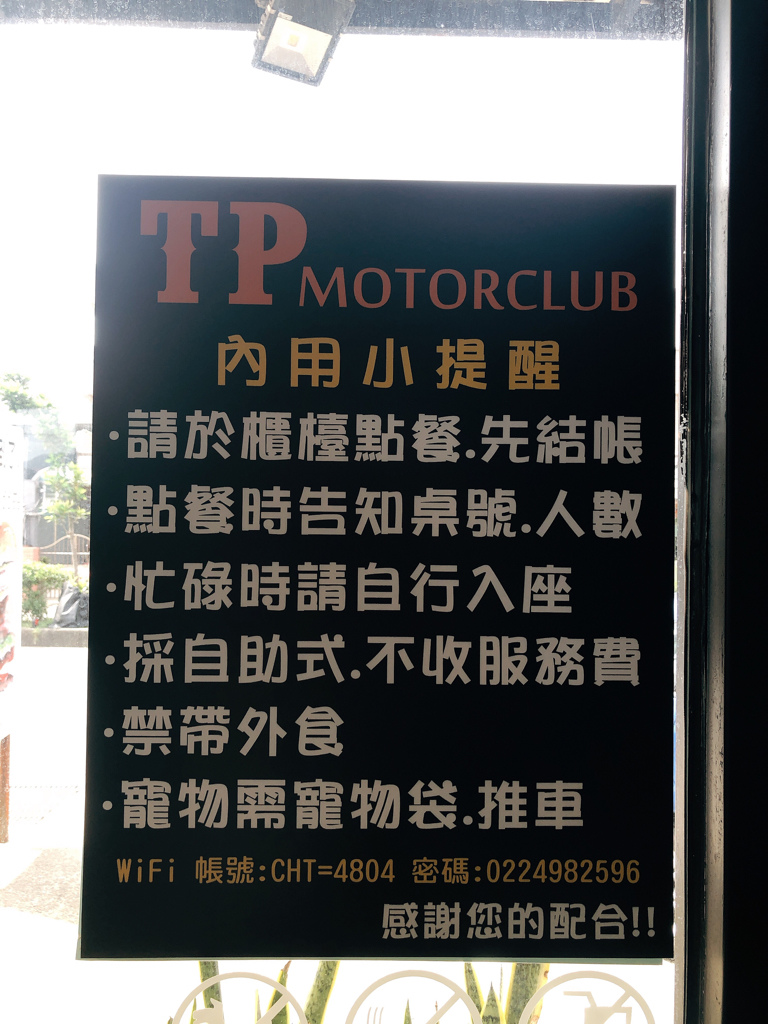 TP MOTORCLUB
內用小提醒
·請於櫃檯點餐.先結帳
·點餐時告知桌號.人數
·忙碌時請自行入座
·採自助式.不收服務費
·禁帶外食
·寵物需寵物袋.推車
WiFi 帳號:CHT=4804 密碼:0224982596
感謝您的配合!!